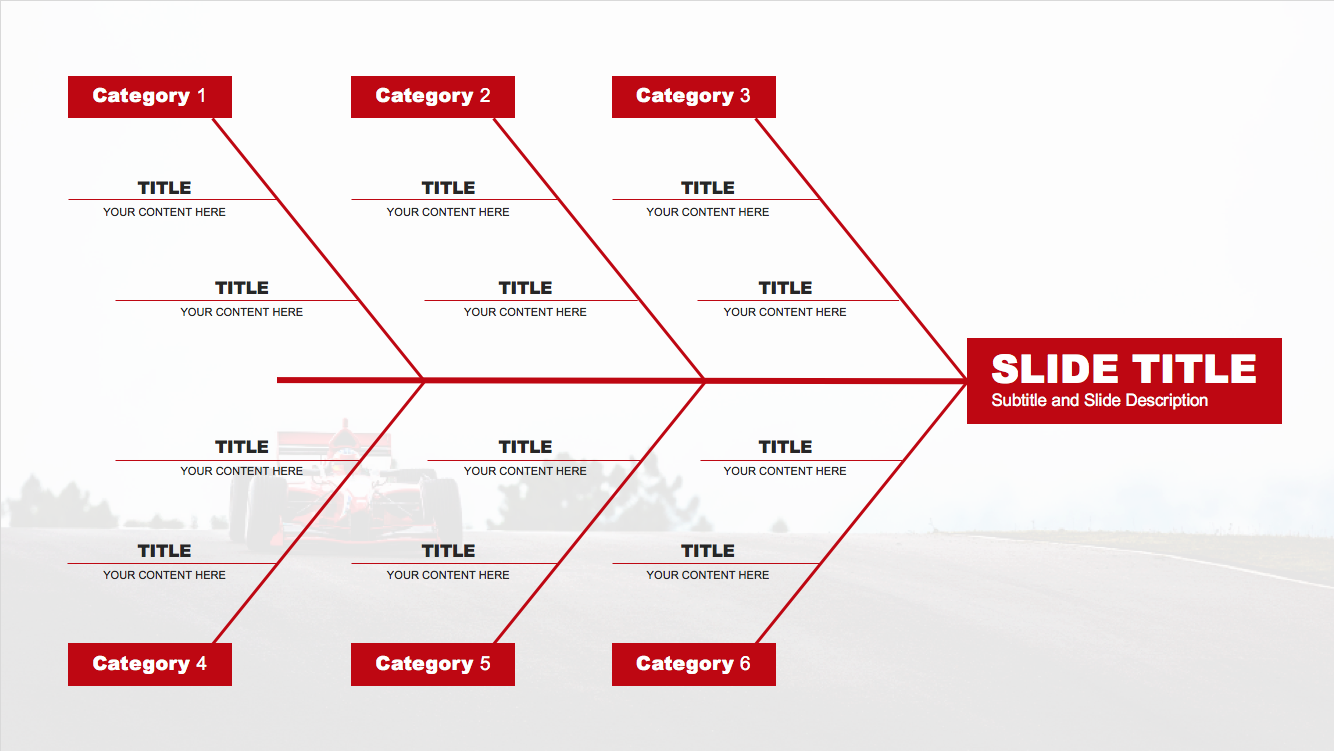 Category 1
Category 2
Category 3
TITLE
YOUR CONTENT HERE
TITLE
YOUR CONTENT HERE
TITLE
YOUR CONTENT HERE
TITLE
YOUR CONTENT HERE
TITLE
YOUR CONTENT HERE
TITLE
YOUR CONTENT HERE
SLIDE TITLE
Subtitle and Slide Description
TITLE
YOUR CONTENT HERE
TITLE
YOUR CONTENT HERE
TITLE
YOUR CONTENT HERE
TITLE
YOUR CONTENT HERE
TITLE
YOUR CONTENT HERE
TITLE
YOUR CONTENT HERE
Category 4
Category 5
Category 6